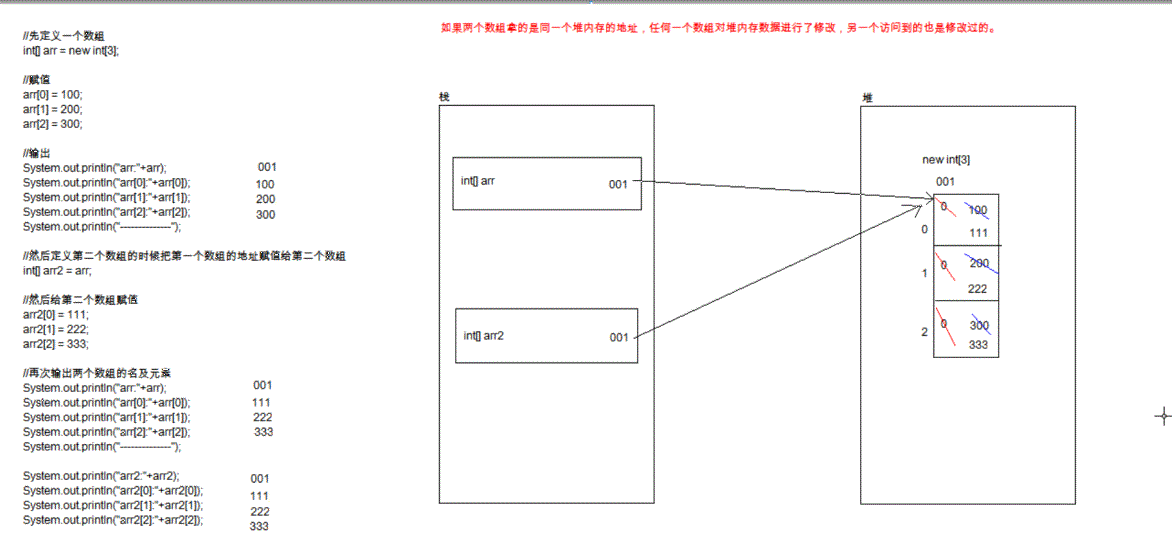 如果两个数组拿的是同一个堆内存的地址，任何一个数组对堆内存数据进行了修改，另一个访问到的也是修改过的。
//先定义一个数组
int[] arr = new int[3];
//赋值
arr[0] = 100;
arr[1] = 200;
arr[2] = 300;
//输出
System.out.println("arr:"+arr); 001
System.out.println("arr[0]:"+arr[0]); 100
System.out.println("arr[1]:"+arr[1]); 200
System.out.println("arr[2]:"+arr[2]); 300
System.out.println("--------------");
//然后定义第二个数组的时候把第一个数组的地址赋值给第二个数组
int[] arr2 = arr;
//然后给第二个数组赋值
arr2[0] = 111;
arr2[1] = 222;
arr2[2] = 333;
//再次输出两个数组的名及元素
System.out.println("arr:"+arr); 001
System.out.println("arr[0]:"+arr[0]); 111
System.out.println("arr[1]:"+arr[1]); 222
System.out.println("arr[2]:"+arr[2]); 333
System.out.println("--------------");
System.out.println("arr2:"+arr2); 001
System.out.println("arr2[0]:"+arr2[0]); 111
System.out.println("arr2[1]:"+arr2[1]); 222
System.out.println("arr2[2]:"+arr2[2]); 333
栈
int[] arr 001
int[] arr2 001
堆
new int[3]
001
0 100
0 111
1 0 200
222
2 0 300
333